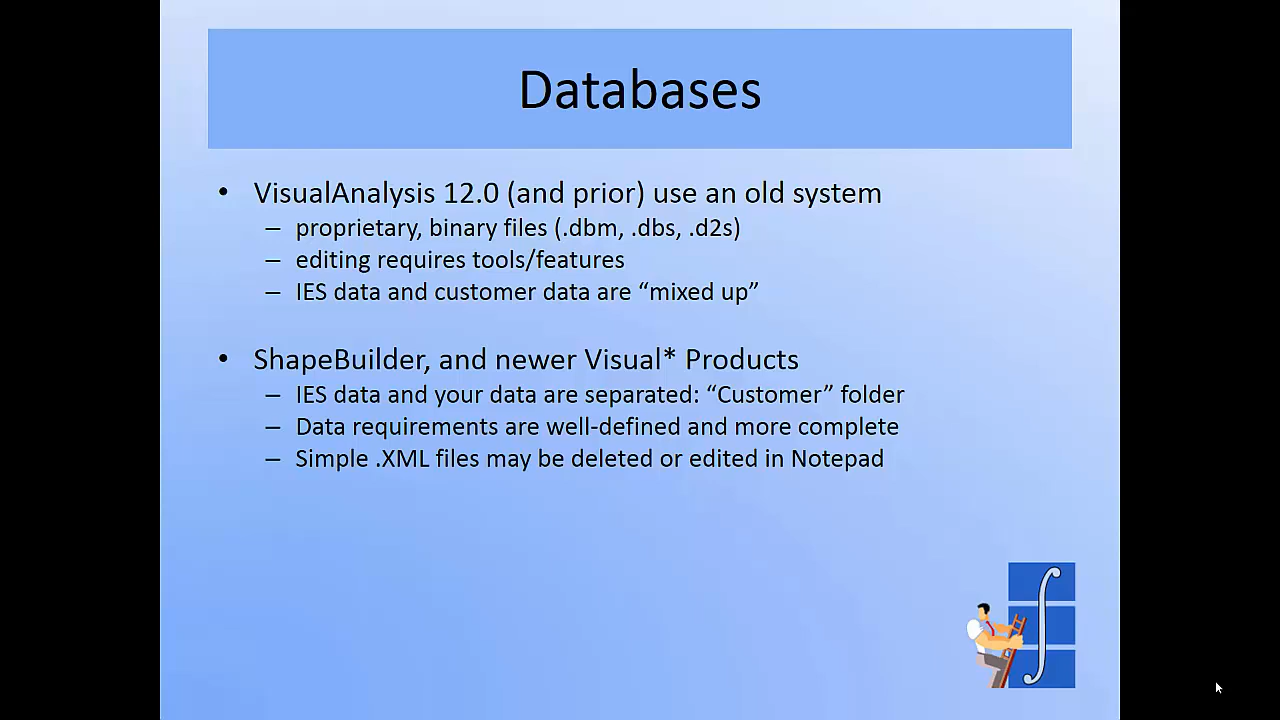 Databases
• VisualAnalysis 12.0 (and prior) use an old system
– proprietary, binary files (.dbm, .dbs, .d2s)
– editing requires tools/features
– IES data and customer data are “mixed up”
• ShapeBuilder, and newer Visual* Products
– IES data and your data are separated: “Customer” folder
– Data requirements are well-defined and more complete
– Simple .XML files may be deleted or edited in Notepad